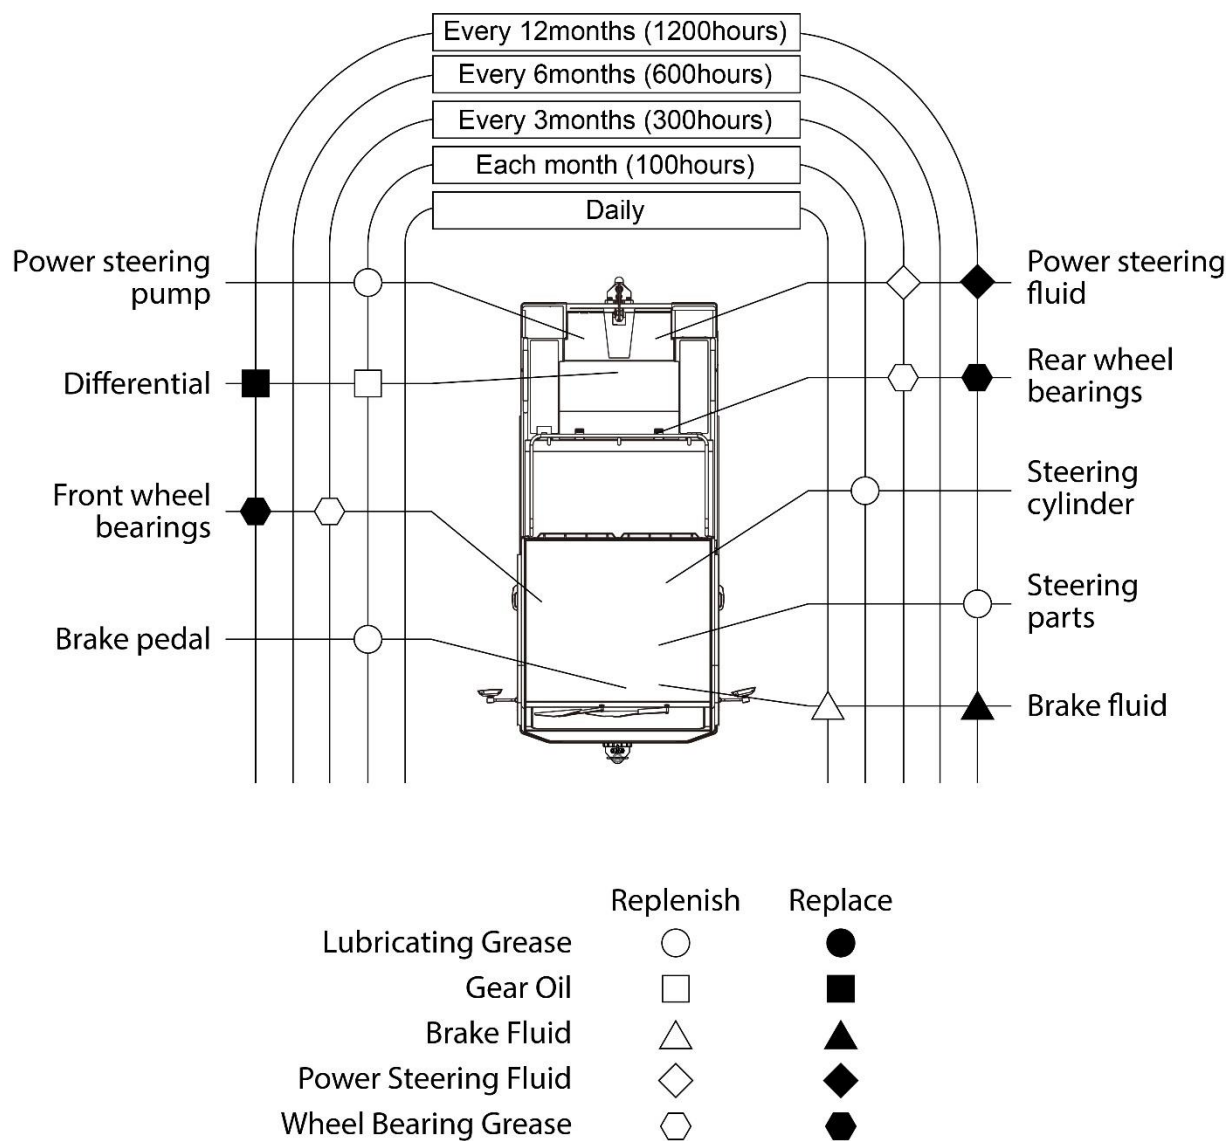 Every 12months (1200hours)
Every 6months (600hours)
Every 3months (300hours)
Each month (100hours)
Daily
Power steering
pump
Differential
Front wheel
bearings
Brake pedal
Power steering
fluid
Rear wheel
bearings
Steering
cylinder
Steering
parts
Brake fluid
Replenish Replace
Lubricating Grease
Gear Oil
Brake Fluid
Power Steering Fluid
Wheel Bearing Grease